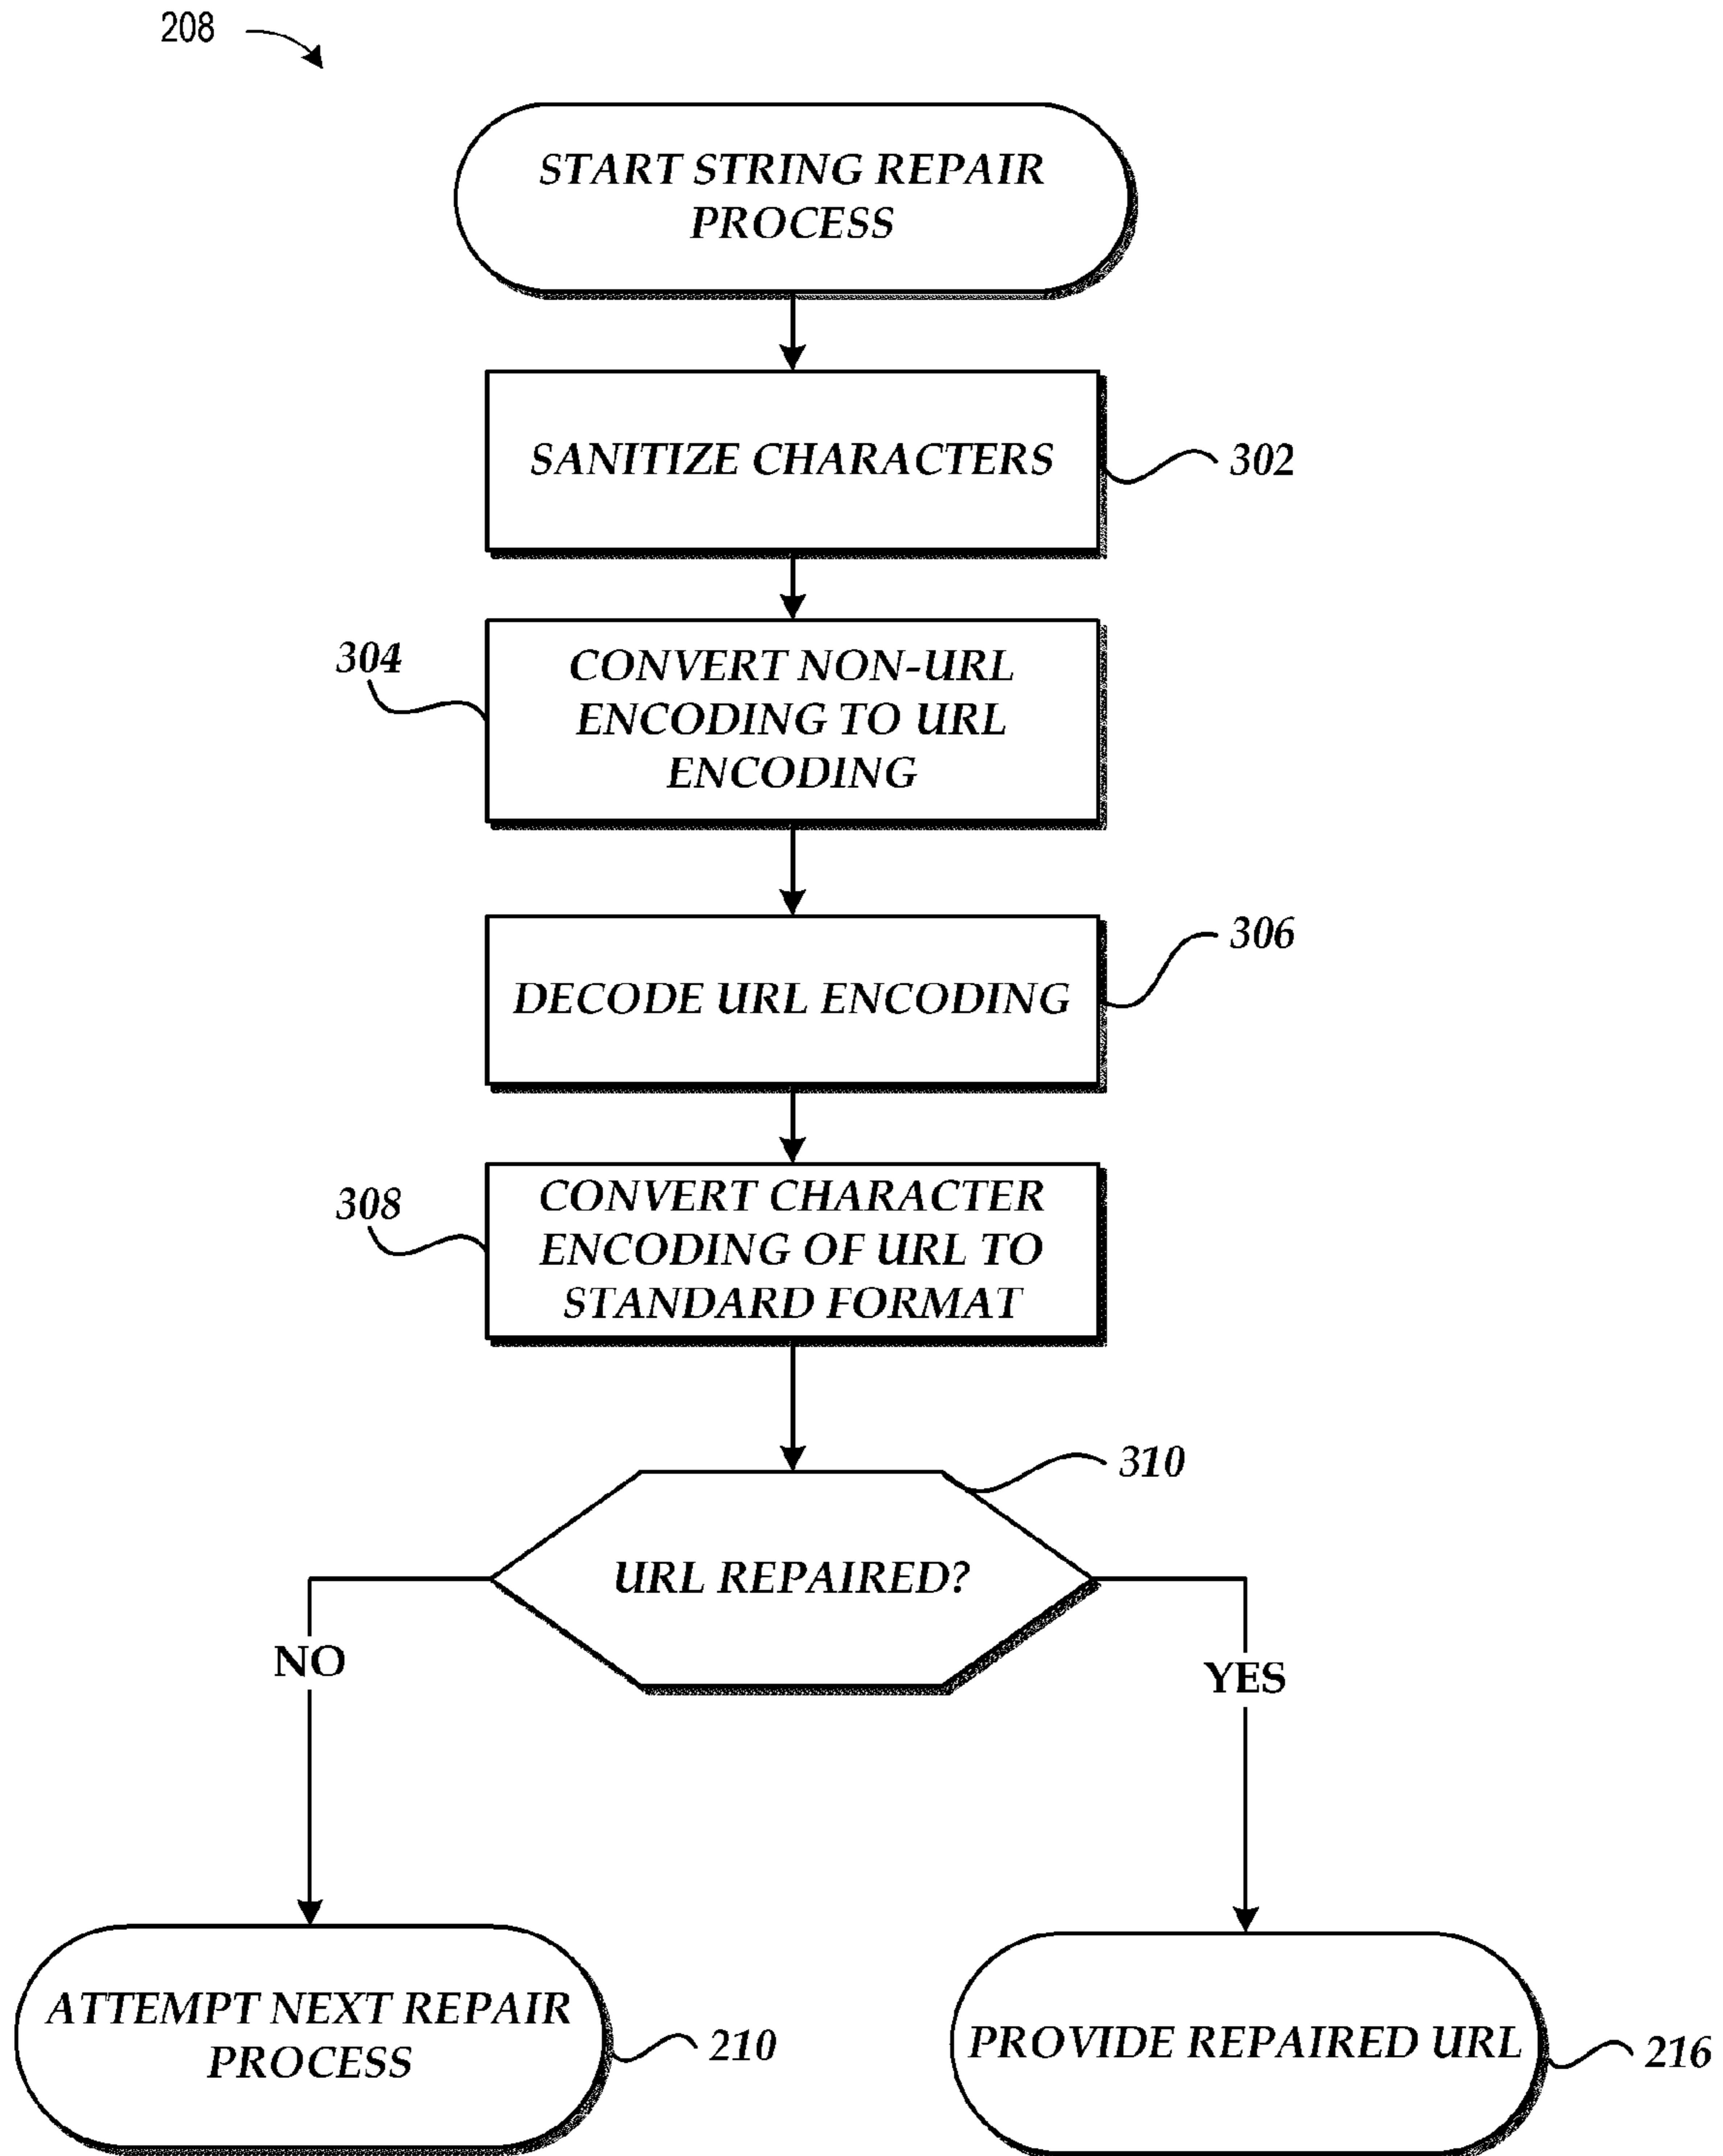 208
START STRING REPAIR
PROCESS
SANITIZE CHARACTERS
302
304
CONVERT NON-URL
ENCODING TO URL
ENCODING
306
DECODE URL ENCODING
308
CONVERT CHARACTER
ENCODING OF URL TO
STANDARD FORMAT
310
URL REPAIRED?
NO
YES
ATTEMPT NEXT REPAIR
PROCESS
210
PROVIDE REPAIRED URL
216